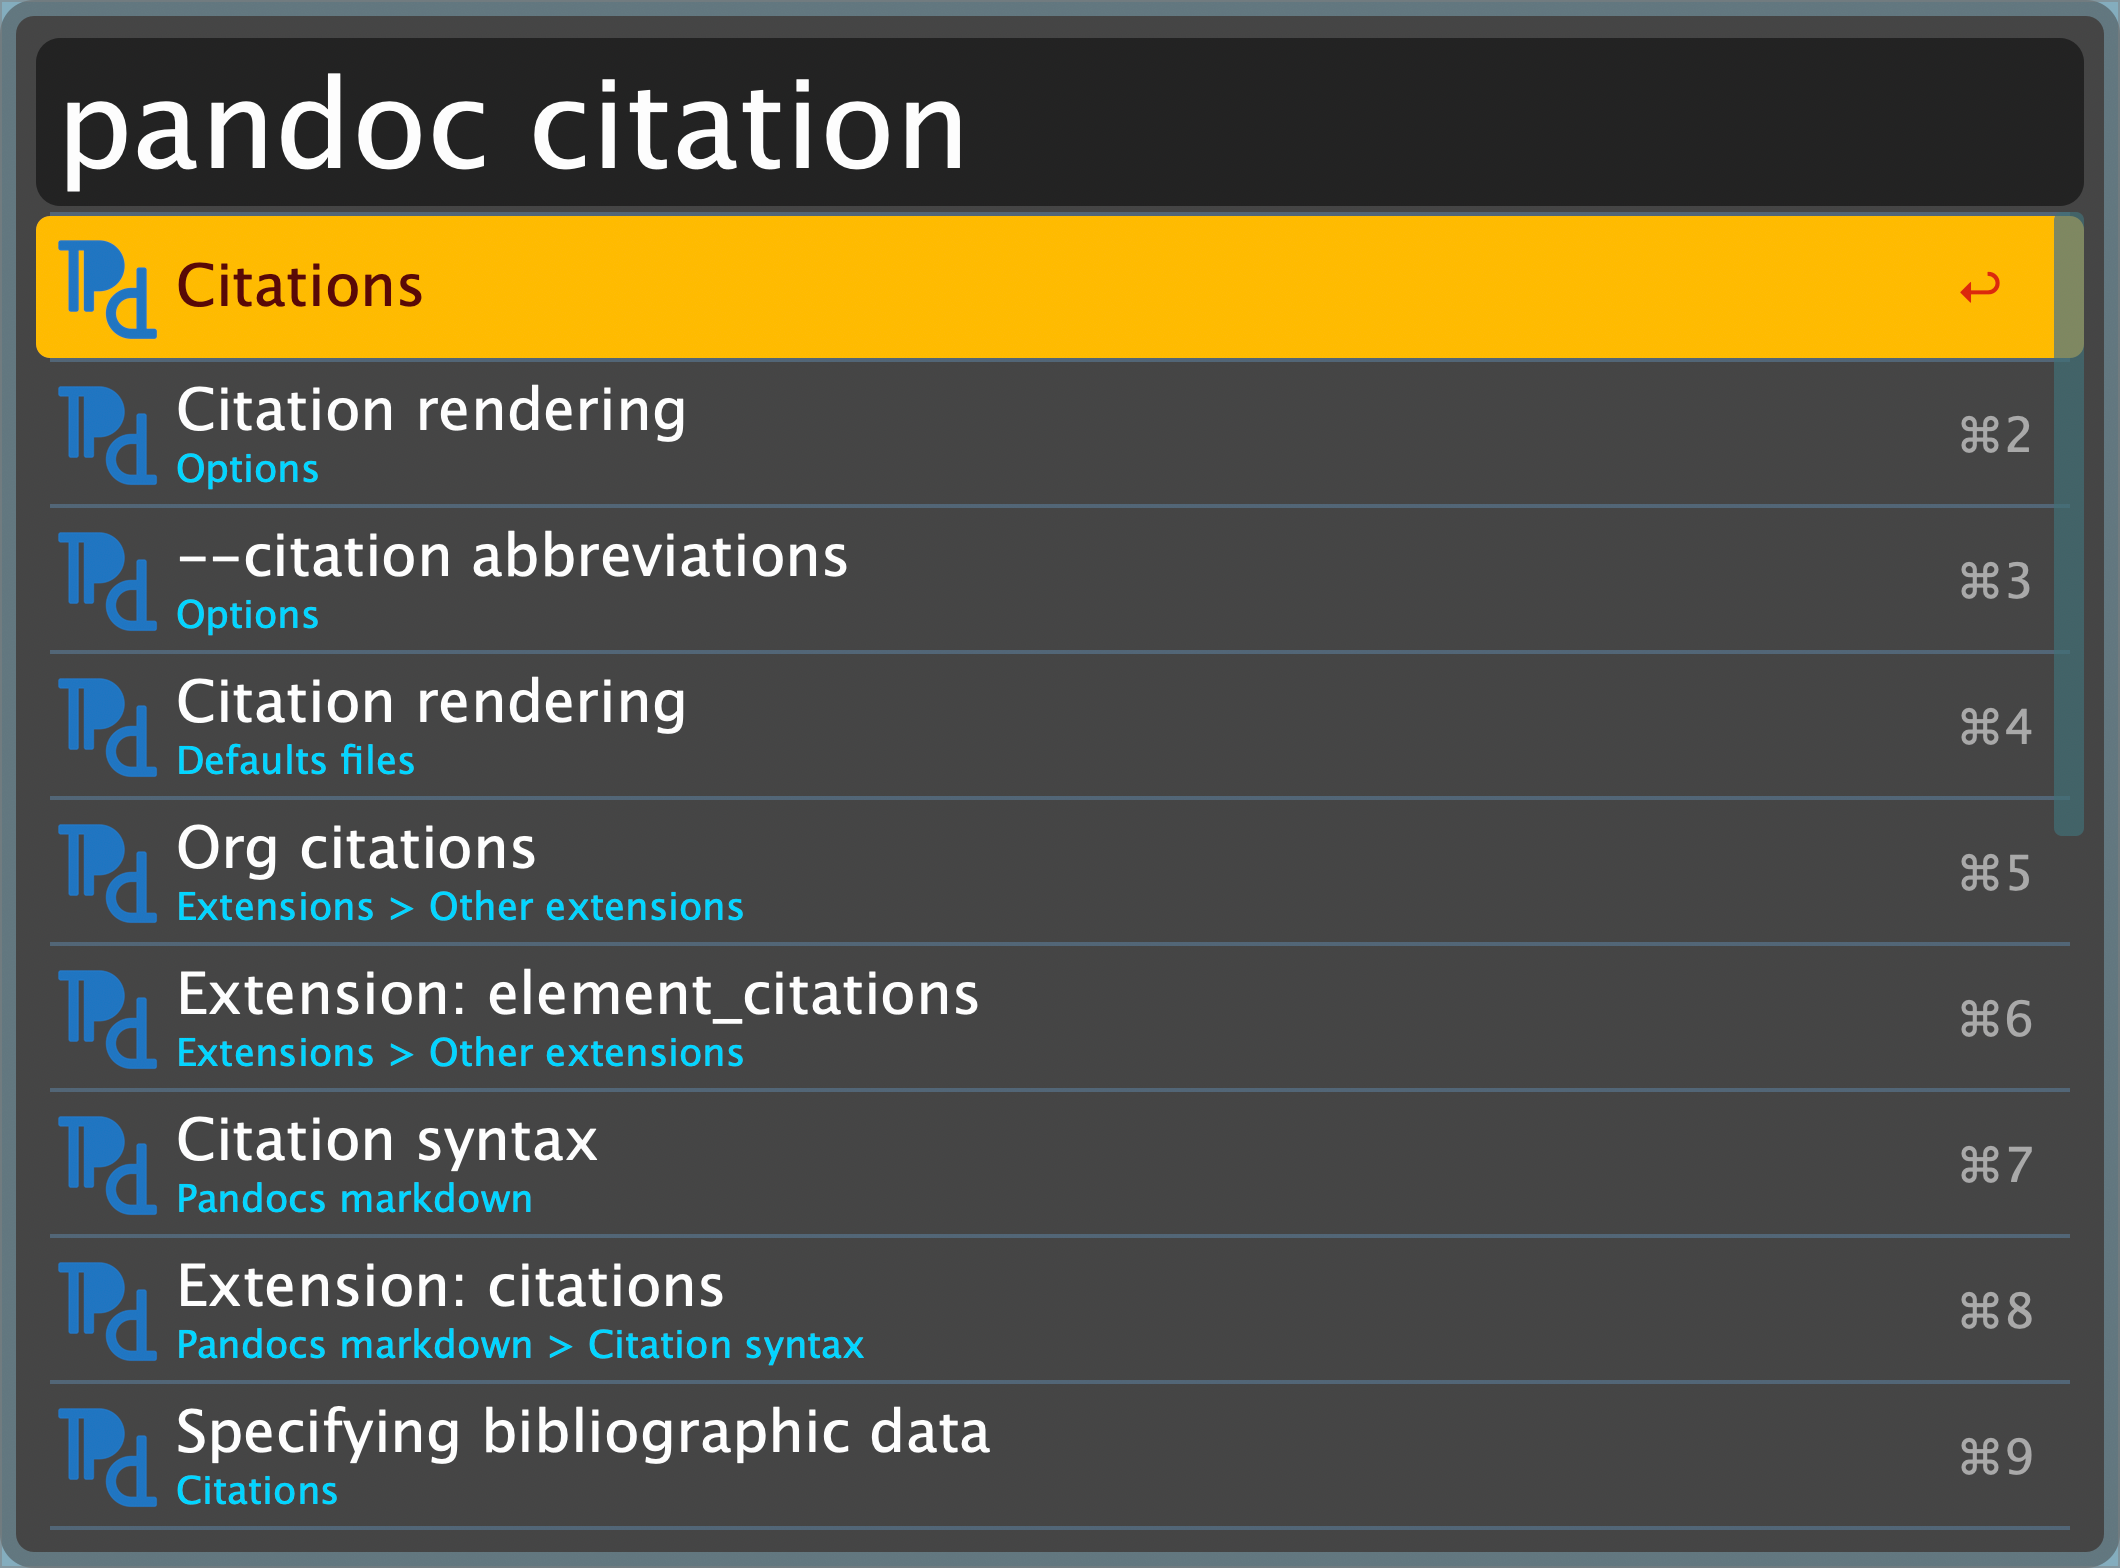 pandoc citation
Citations
Citation rendering
Options
⌘2
--citation abbreviations
Options
⌘3
Citation rendering
Defaults files
⌘4
Org citations
Extensions > Other extensions
⌘5
Extension: element_citations
Extensions > Other extensions
⌘6
Citation syntax
Pandocs markdown
⌘7
Extension: citations
Pandocs markdown > Citation syntax
⌘8
Specifying bibliographic data
Citations
⌘9